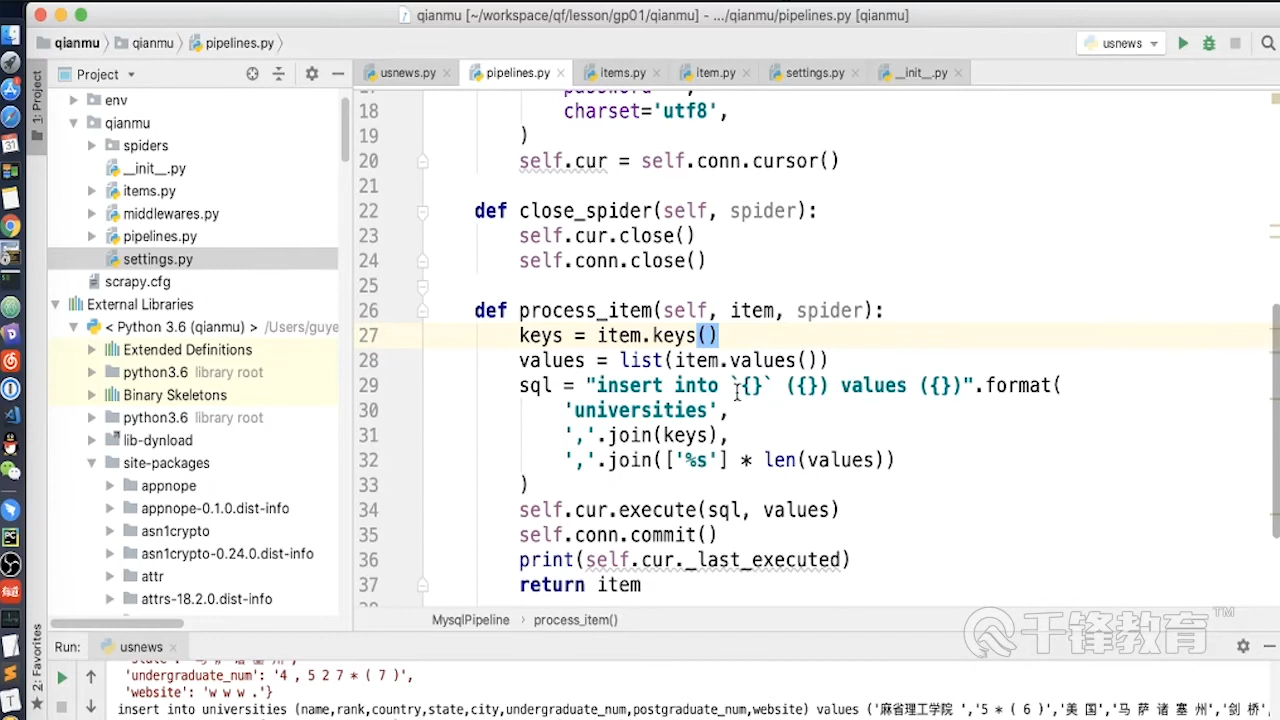 qianmu [~/workspace/qf/lesson/gp01/qianmu] - .../qianmu/pipelines.py [qianmu]
qianmu qianmu pipelines.py usnews
Project usnews.py pipelines.py items.py item.py settings.py __init__.py
1: Project
env
qianmu
spiders
__init__.py
items.py
middlewares.py
pipelines.py
settings.py
scrapy.cfg
External Libraries
< Python 3.6 (qianmu) > /Users/guye
Extended Definitions
python3.6 library root
Binary Skeletons
python3.6 library root
lib-dynload
site-packages
appnope
appnope-0.1.0.dist-info
asn1crypto
asn1crypto-0.24.0.dist-info
attr
attrs-18.2.0.dist-info
18 charset='utf8',
19 )
20 self.cur = self.conn.cursor()
21
22 def close_spider(self, spider):
23 self.cur.close()
24 self.conn.close()
25
26 def process_item(self, item, spider):
27 keys = item.keys()
28 values = list(item.values())
29 sql = "insert into `{}` ({}) values ({})".format(
30 'universities',
31 ','.join(keys),
32 ','.join(['%s'] * len(values))
33 )
34 self.cur.execute(sql, values)
35 self.conn.commit()
36 print(self.cur._last_executed)
37 return item
MysqlPipeline › process_item()
千锋教育™
2: Favorites
Run: usnews
'undergraduate_num': '4 , 5 2 7 * ( 7 )',
'website': 'w w w .'}
insert into universities (name,rank,country,state,city,undergraduate_num,postgraduate_num,website) values ('麻省理工学院 ','5 * ( 6 )','美 国','马 萨 诸 塞 州','剑 桥',